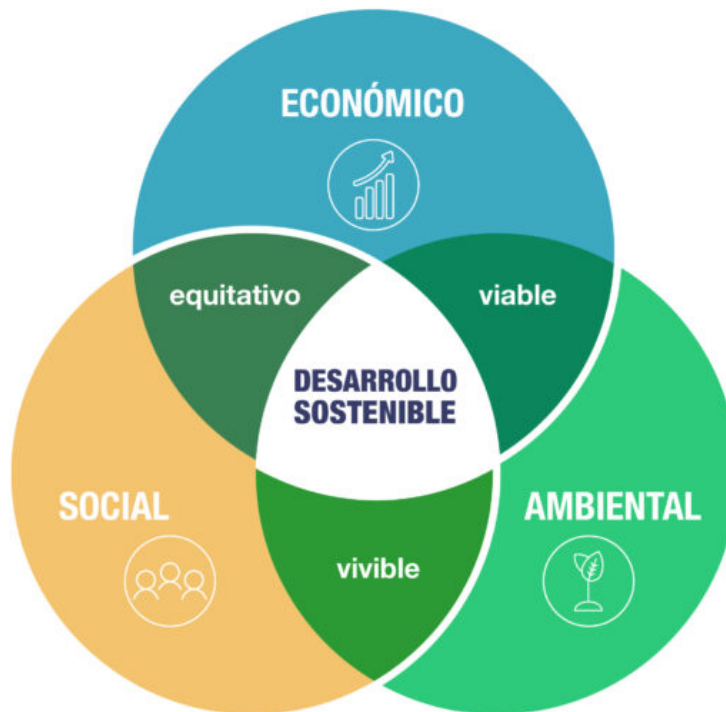 ECONÓMICO
equitativo
viable
DESARROLLO
SOSTENIBLE
SOCIAL
AMBIENTAL
vivible